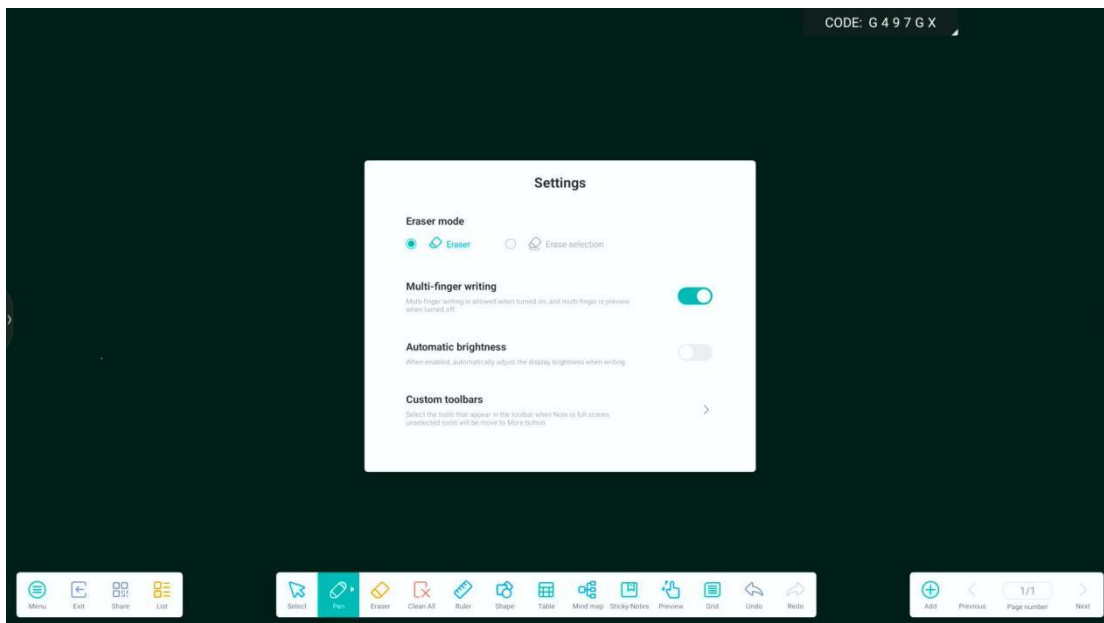 CODE: G 4 9 7 G X
Settings
Eraser mode
Eraser
Erase selection
Multi-finger writing
Multi-finger writing is allowed when turned on, and multi-finger is preview
when turned off.
Automatic brightness
When enabled, automatically adjust the display brightness when writing
Custom toolbars
Select the tools that appear in the toolbar when Note is full screen,
unselected tools will be move to More button
Menu
Exit
Share
List
Select
Pen
Eraser
Clean All
Ruler
Shape
Table
Mind map
Sticky Notes
Preview
Grid
Undo
Redo
Add
Previous
1/1
Page number
Next